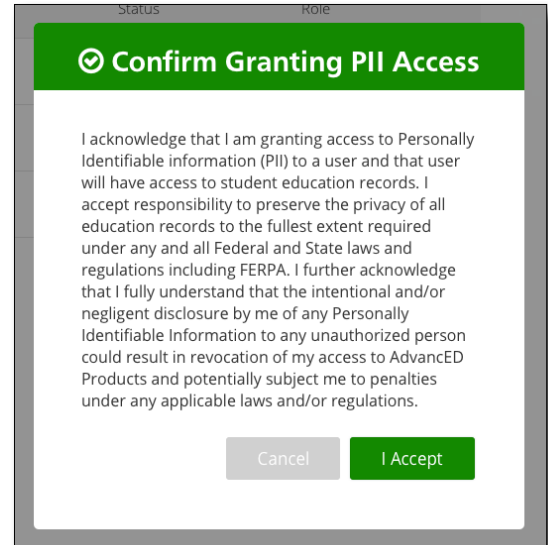 Status Role
Confirm Granting PII Access
I acknowledge that I am granting access to Personally
Identifiable information (PII) to a user and that user
will have access to student education records. I
accept responsibility to preserve the privacy of all
education records to the fullest extent required
under any and all Federal and State laws and
regulations including FERPA. I further acknowledge
that I fully understand that the intentional and/or
negligent disclosure by me of any Personally
Identifiable Information to any unauthorized person
could result in revocation of my access to AdvancED
Products and potentially subject me to penalties
under any applicable laws and/or regulations.
Cancel I Accept